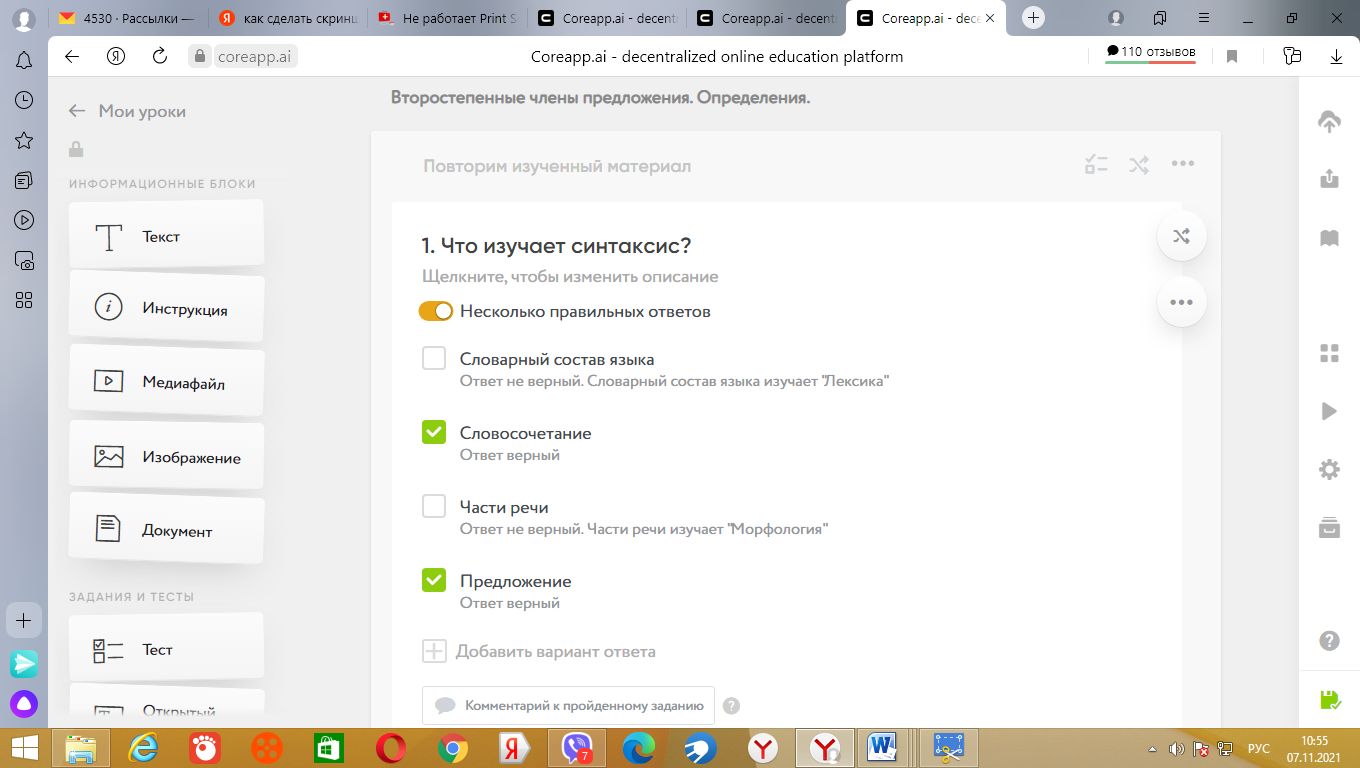 4530 · Рассылки —
как сделать скринш
Не работает Print S
Coreapp.ai - decentr
Coreapp.ai - decentr
Coreapp.ai - dece
coreapp.ai
Coreapp.ai - decentralized online education platform
110 отзывов
Второстепенные члены предложения. Определения.
Мои уроки
Повторим изученный материал
ИНФОРМАЦИОННЫЕ БЛОКИ
Текст
Инструкция
Медиафайл
Изображение
Документ
ЗАДАНИЯ И ТЕСТЫ
Тест
Открытый
1. Что изучает синтаксис?
Щелкните, чтобы изменить описание
Несколько правильных ответов
Словарный состав языка
Ответ не верный. Словарный состав языка изучает "Лексика"
Словосочетание
Ответ верный
Части речи
Ответ не верный. Части речи изучает "Морфология"
Предложение
Ответ верный
Добавить вариант ответа
Комментарий к пройденному заданию
7
РУС
10:55
07.11.2021